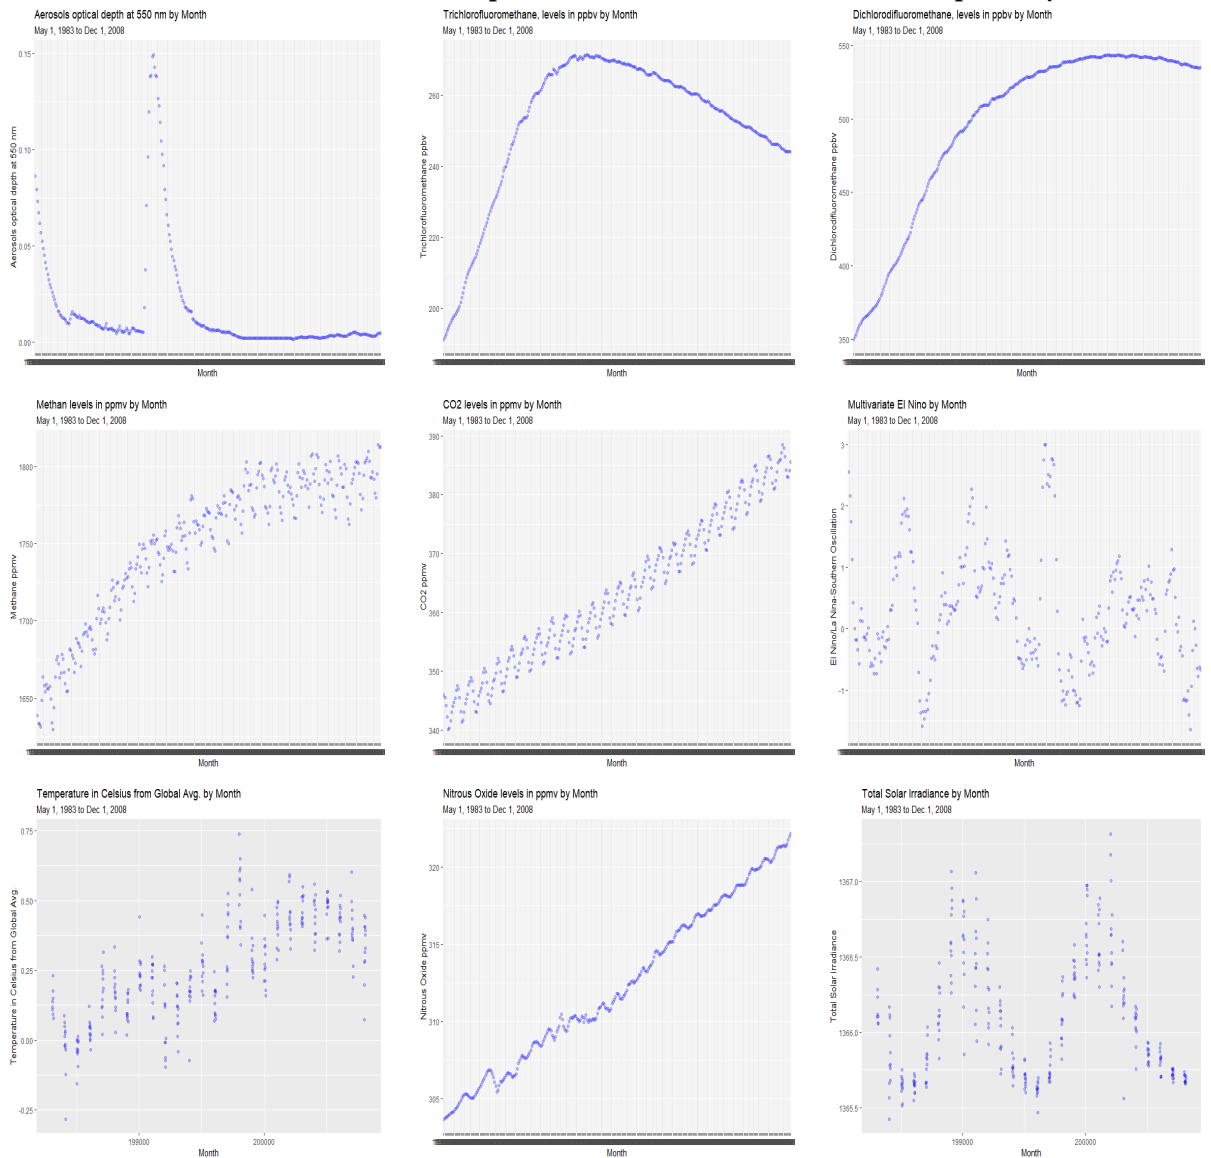 Aerosols optical depth at 550 nm by Month
May 1, 1983 to Dec 1, 2008
Aerosols optical depth at 550 nm
0.15
0.10
0.05
0.00
Month
Trichlorofluoromethane, levels in ppbv by Month
May 1, 1983 to Dec 1, 2008
Trichlorofluoromethane ppbv
260
240
220
200
Month
Dichlorodifluoromethane, levels in ppbv by Month
May 1, 1983 to Dec 1, 2008
Dichlorodifluoromethane ppbv
550
500
450
400
350
Month
Methan levels in ppmv by Month
May 1, 1983 to Dec 1, 2008
Methane ppmv
1800
1750
1700
1650
Month
CO2 levels in ppmv by Month
May 1, 1983 to Dec 1, 2008
CO2 ppmv
390
380
370
360
350
340
Month
Multivariate El Nino by Month
May 1, 1983 to Dec 1, 2008
El Nino/La Nina-Southern Oscillation
3
2
1
0
-1
Month
Temperature in Celsius from Global Avg. by Month
May 1, 1983 to Dec 1, 2008
Temperature in Celsius from Global Avg.
0.75
0.50
0.25
0.00
-0.25
199000 200000
Month
Nitrous Oxide levels in ppmv by Month
May 1, 1983 to Dec 1, 2008
Nitrous Oxide ppmv
320
315
310
305
Month
Total Solar Irradiance by Month
May 1, 1983 to Dec 1, 2008
Total Solar Irradiance
1367.0
1366.5
1366.0
1365.5
199000 200000
Month